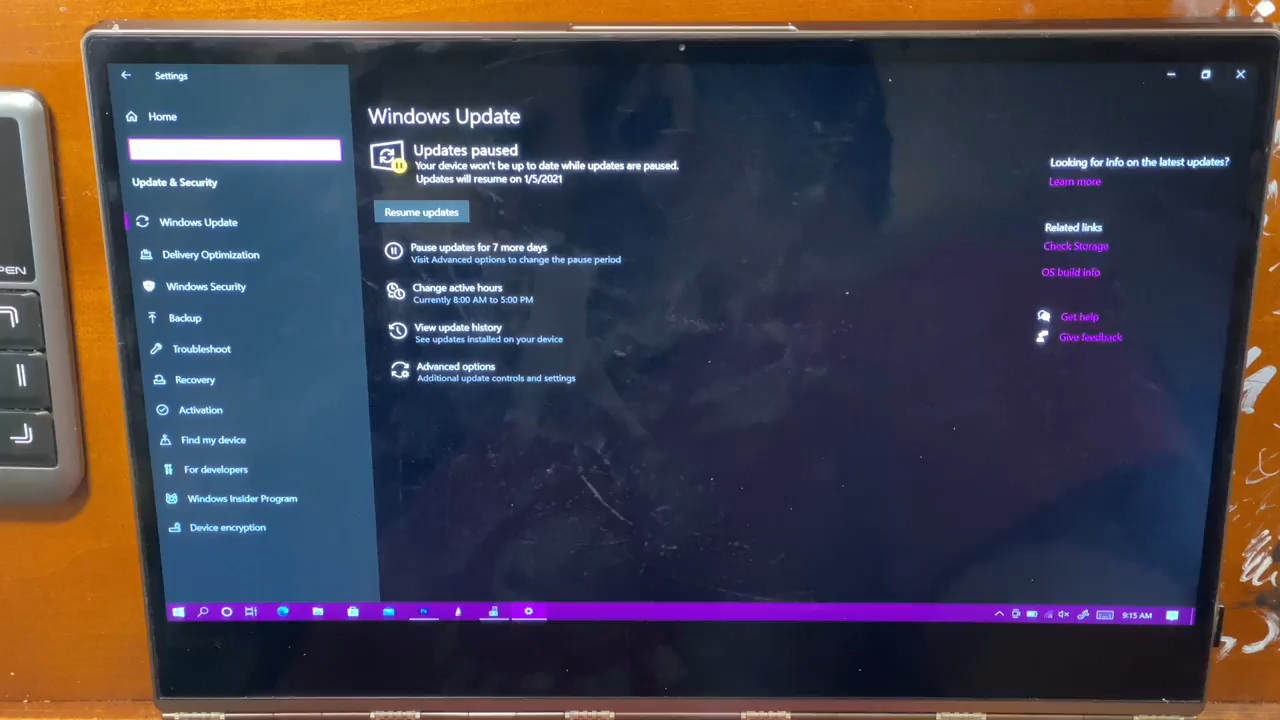 Settings
Home
Update & Security
Windows Update
Delivery Optimization
Windows Security
Backup
Troubleshoot
Recovery
Activation
Find my device
For developers
Windows Insider Program
Device encryption
Windows Update
Updates paused
Your device won't be up to date while updates are paused.
Updates will resume on 1/5/2021
Resume updates
Pause updates for 7 more days
Visit Advanced options to change the pause period
Change active hours
Currently 8:00 AM to 5:00 PM
View update history
See updates installed on your device
Advanced options
Additional update controls and settings
Looking for info on the latest updates?
Learn more
Related links
Check Storage
OS build info
Get help
Give feedback
9:15 AM
PEN